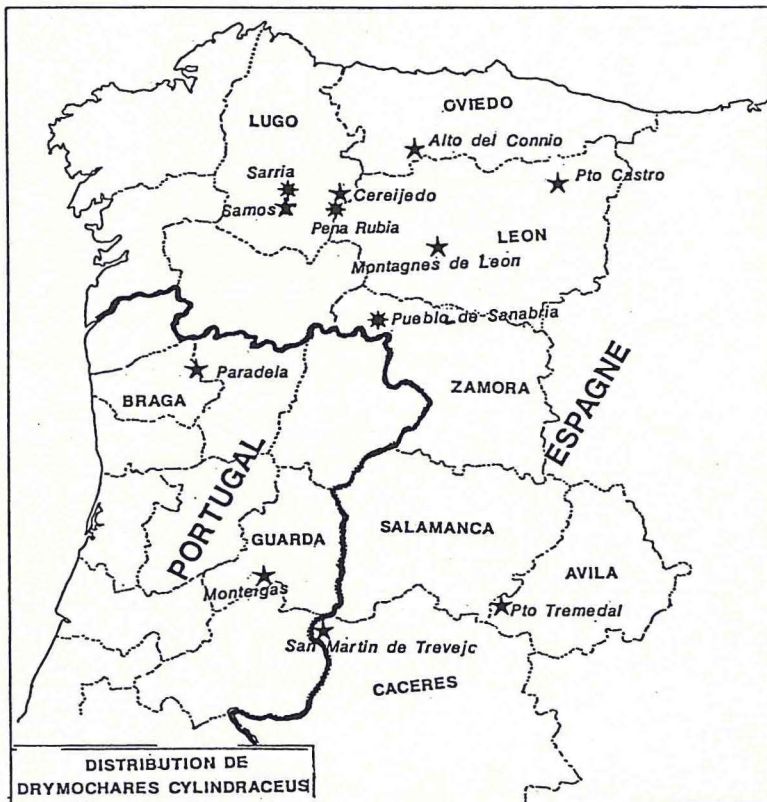 OVIEDO
LUGO
Alto del Connio
Sarria
Pto Castro
Cereijedo
Samos
Pena Rubia
LEON
Montagnes de Leon
Pueblo de Sanabria
Paradela
BRAGA
ZAMORA
ESPAGNE
PORTUGAL
SALAMANCA
GUARDA
AVILA
Monteigas
Pto Tremedal
San Martin de Trevejc
CACERES
DISTRIBUTION DE
DRYMOCHARES CYLINDRACEUS